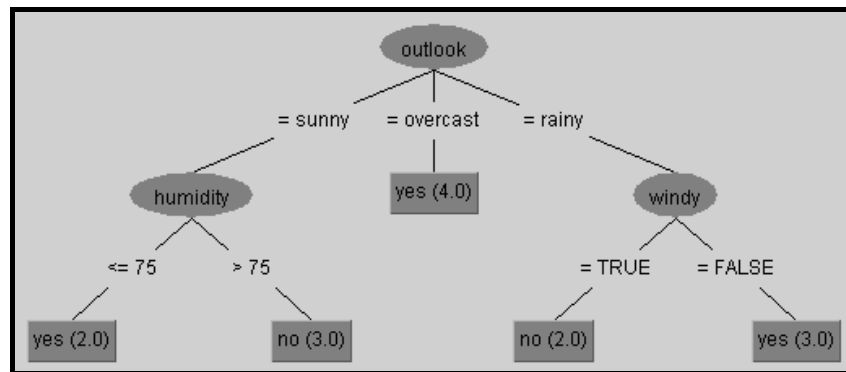 outlook
= sunny = overcast = rainy
humidity yes (4.0) windy
<= 75 > 75 = TRUE = FALSE
yes (2.0) no (3.0) no (2.0) yes (3.0)